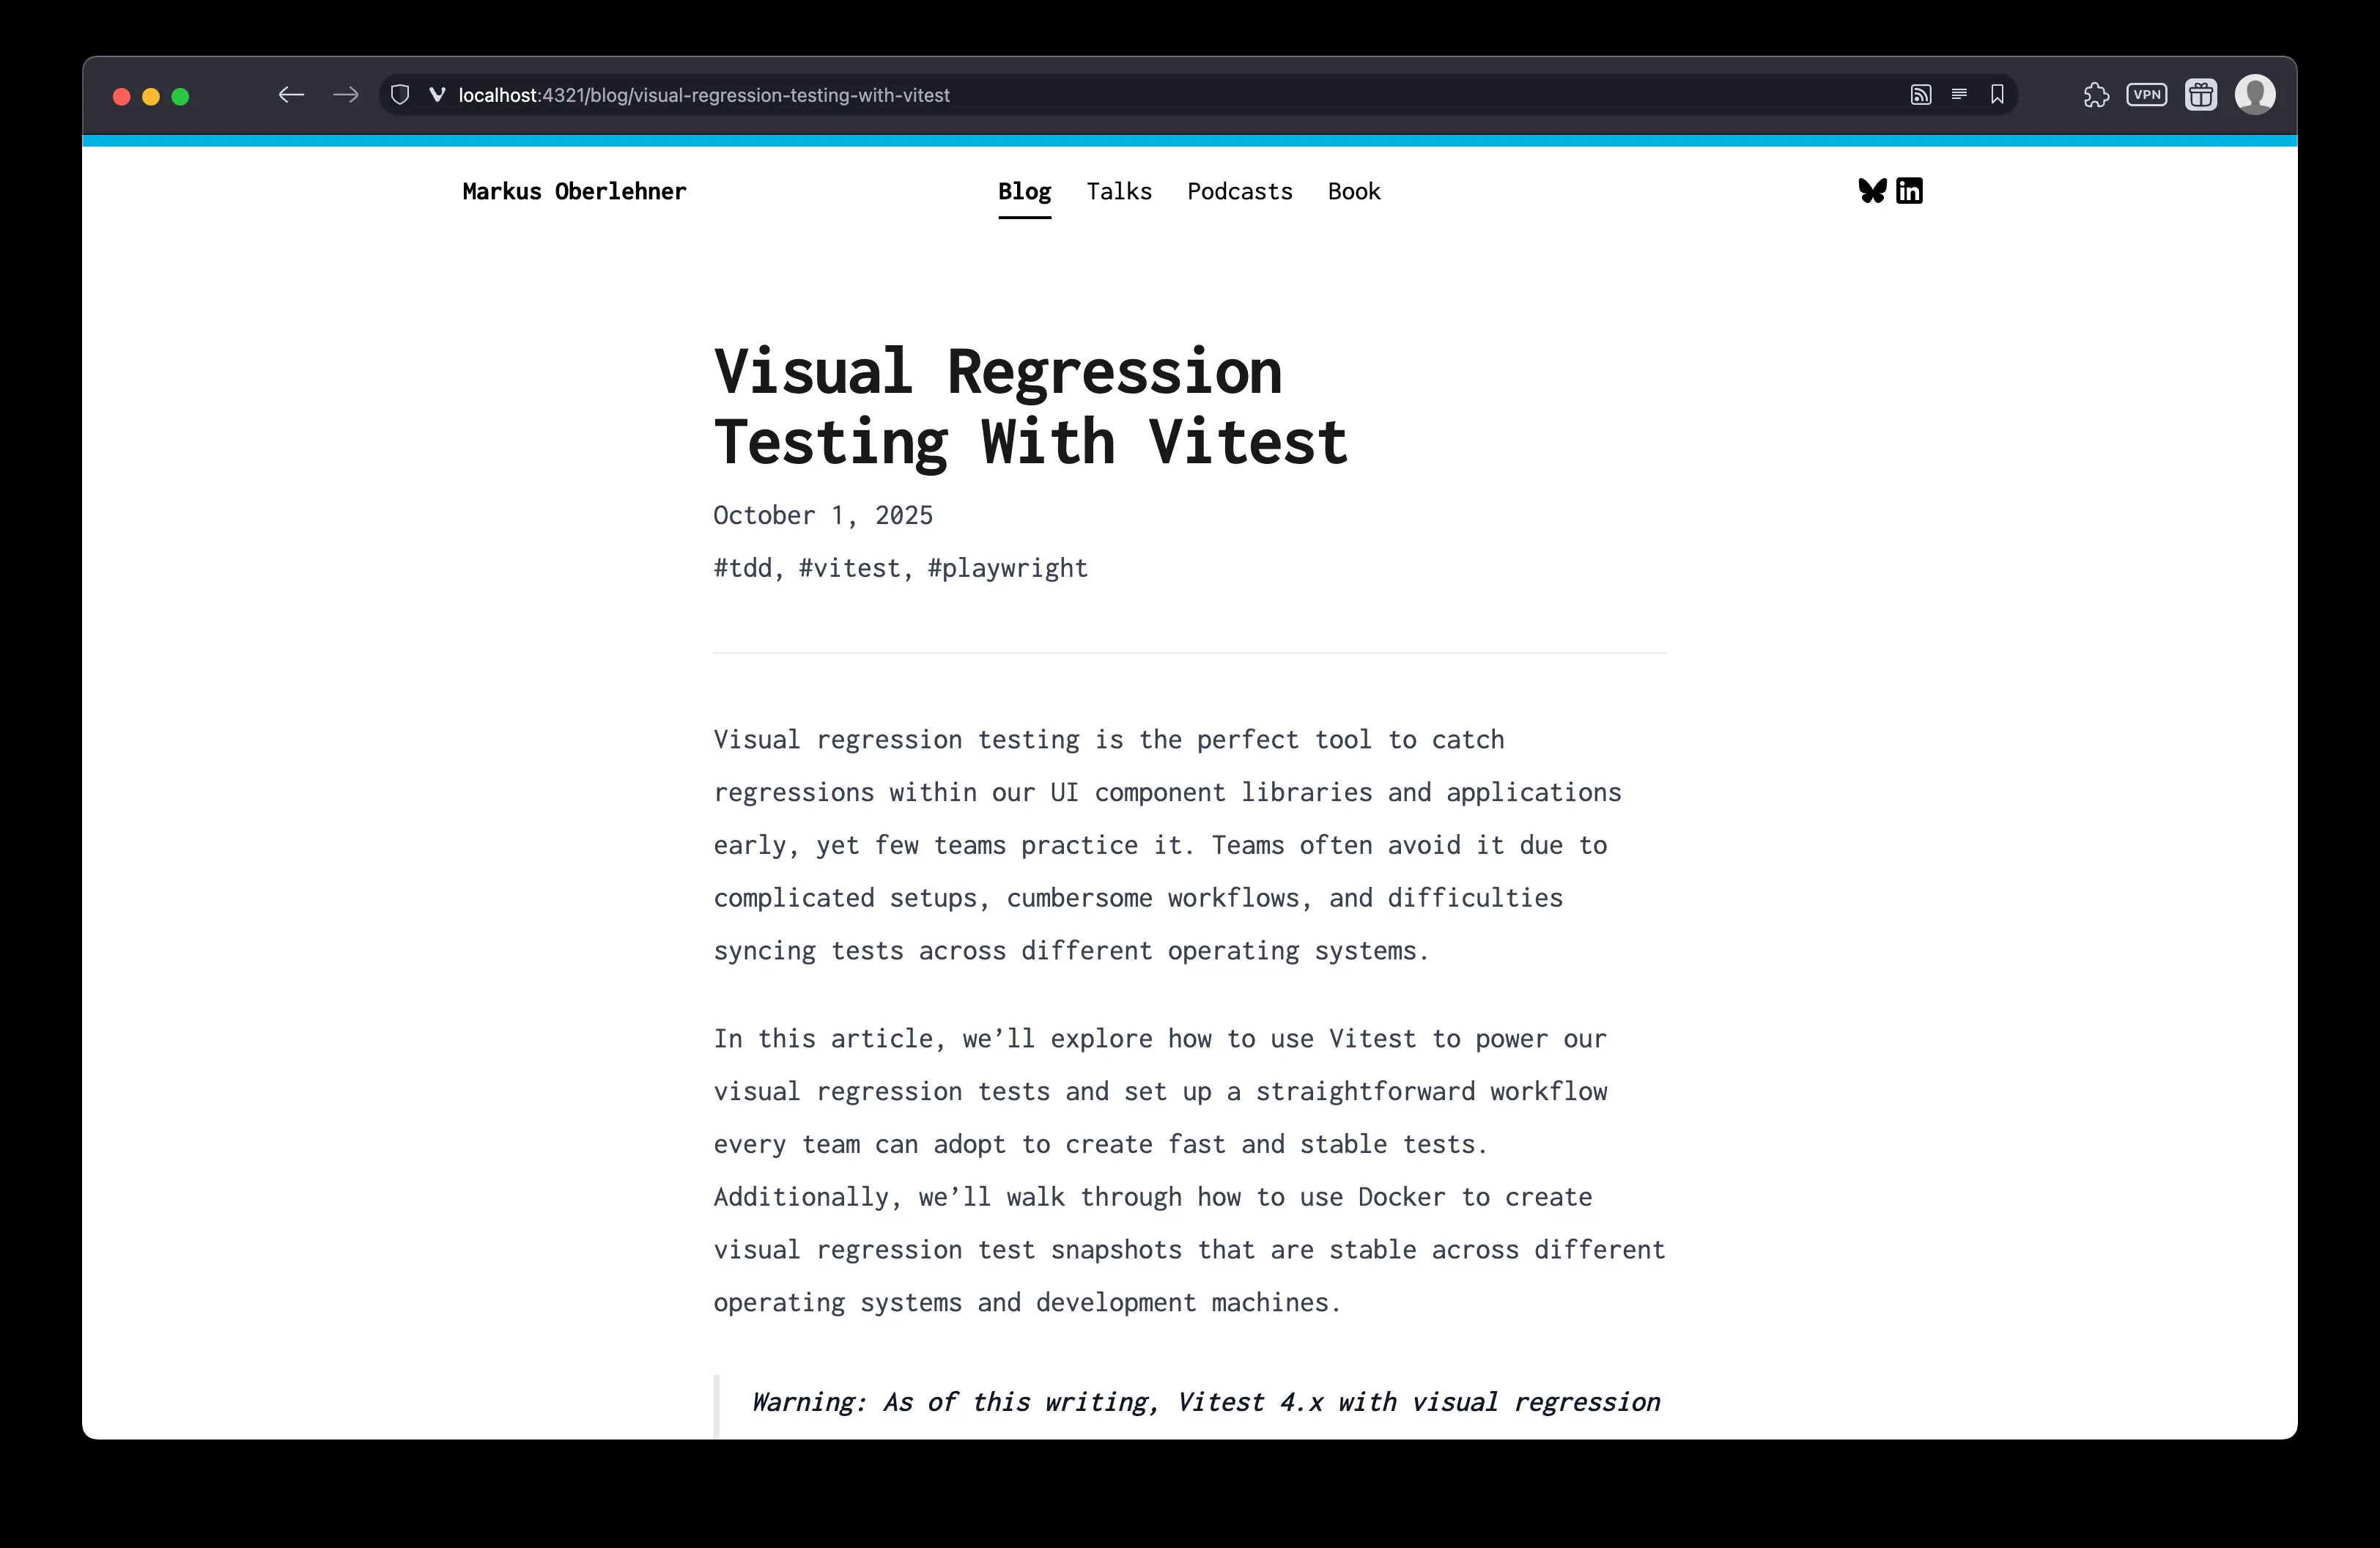 localhost:4321/blog/visual-regression-testing-with-vitest
VPN
Markus Oberlehner
Blog
Talks
Podcasts
Book
in
Visual Regression
Testing With Vitest
October 1, 2025
#tdd, #vitest, #playwright
Visual regression testing is the perfect tool to catch
regressions within our UI component libraries and applications
early, yet few teams practice it. Teams often avoid it due to
complicated setups, cumbersome workflows, and difficulties
syncing tests across different operating systems.
In this article, we’ll explore how to use Vitest to power our
visual regression tests and set up a straightforward workflow
every team can adopt to create fast and stable tests.
Additionally, we’ll walk through how to use Docker to create
visual regression test snapshots that are stable across different
operating systems and development machines.
Warning: As of this writing, Vitest 4.x with visual regression